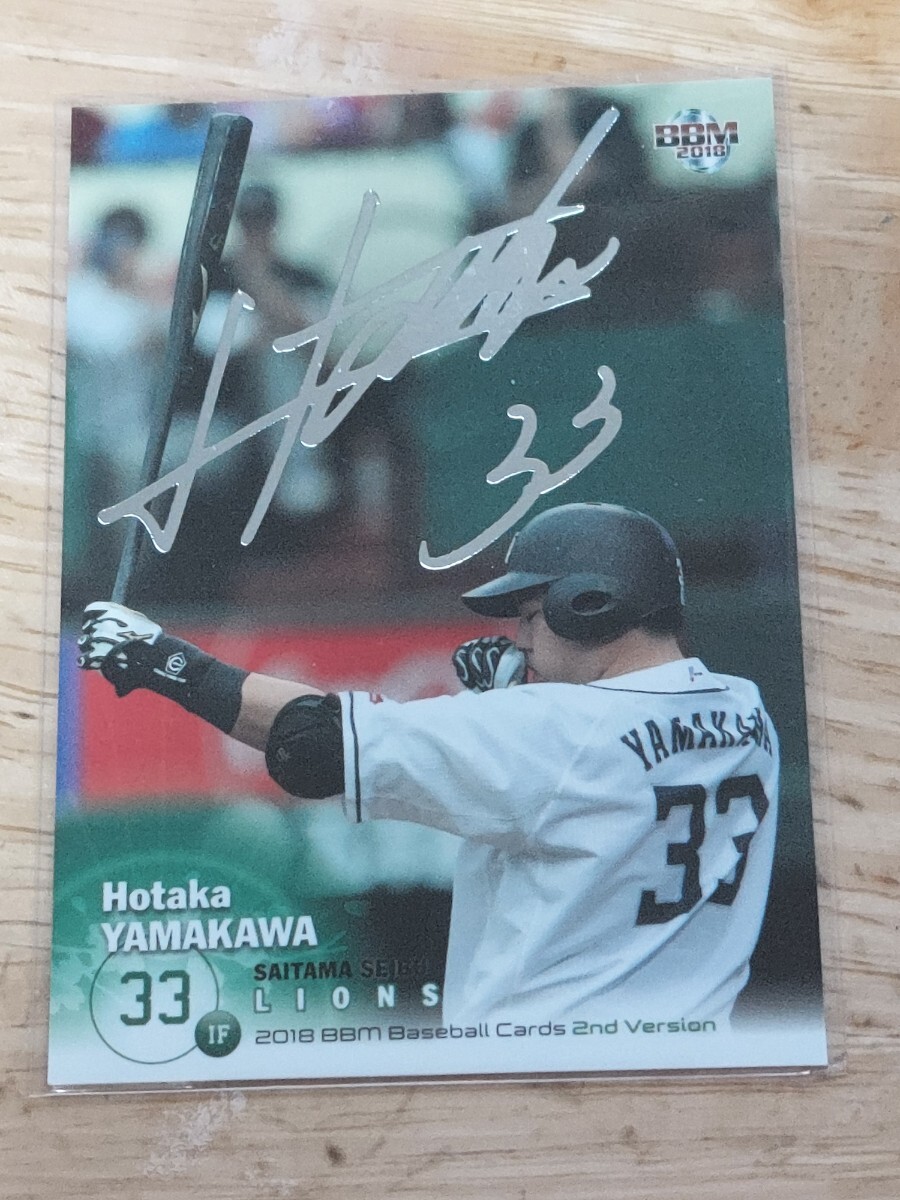 BBM
2018
33
YAMAKAWA
33
Hotaka
YAMAKAWA
33
IF
SAITAMA SEIBU
LIONS
2018 BBM Baseball Cards 2nd Version